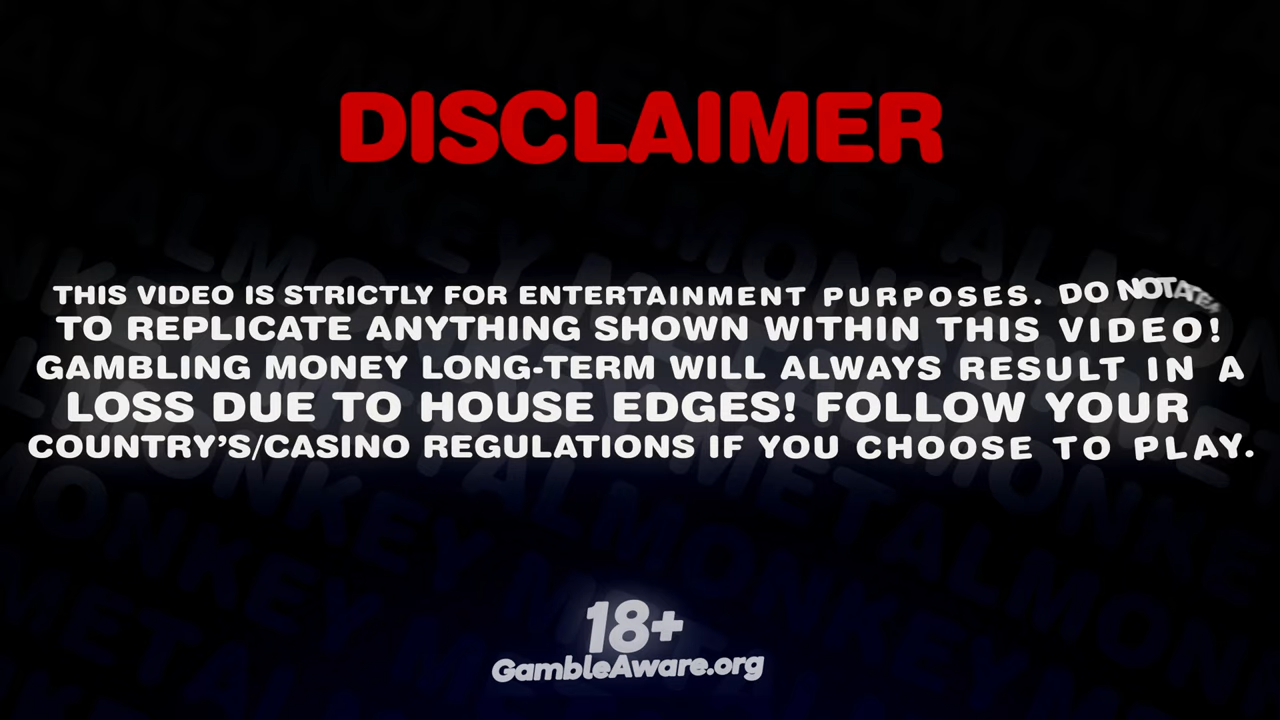 DISCLAIMER
THIS VIDEO IS STRICTLY FOR ENTERTAINMENT PURPOSES. DO NOT
TO REPLICATE ANYTHING SHOWN WITHIN THIS VIDEO!
GAMBLING MONEY LONG-TERM WILL ALWAYS RESULT IN A
LOSS DUE TO HOUSE EDGES! FOLLOW YOUR
COUNTRY'S/CASINO REGULATIONS IF YOU CHOOSE TO PLAY.
18+
GambleAware.org